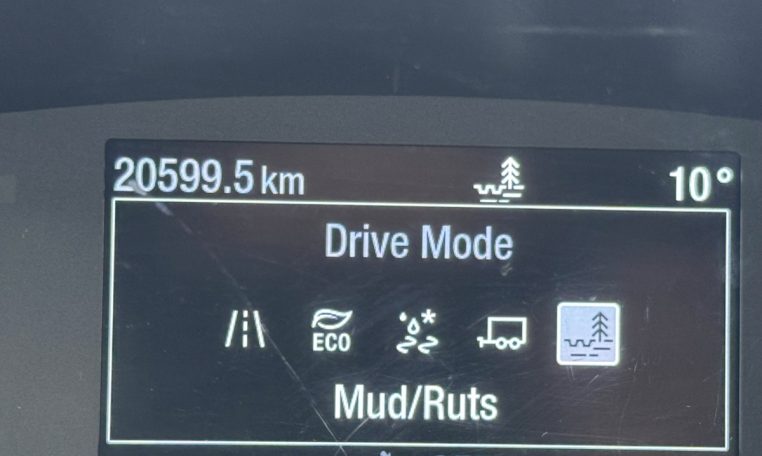 20599.5 km 10°
Drive Mode
ECO
Mud/Ruts